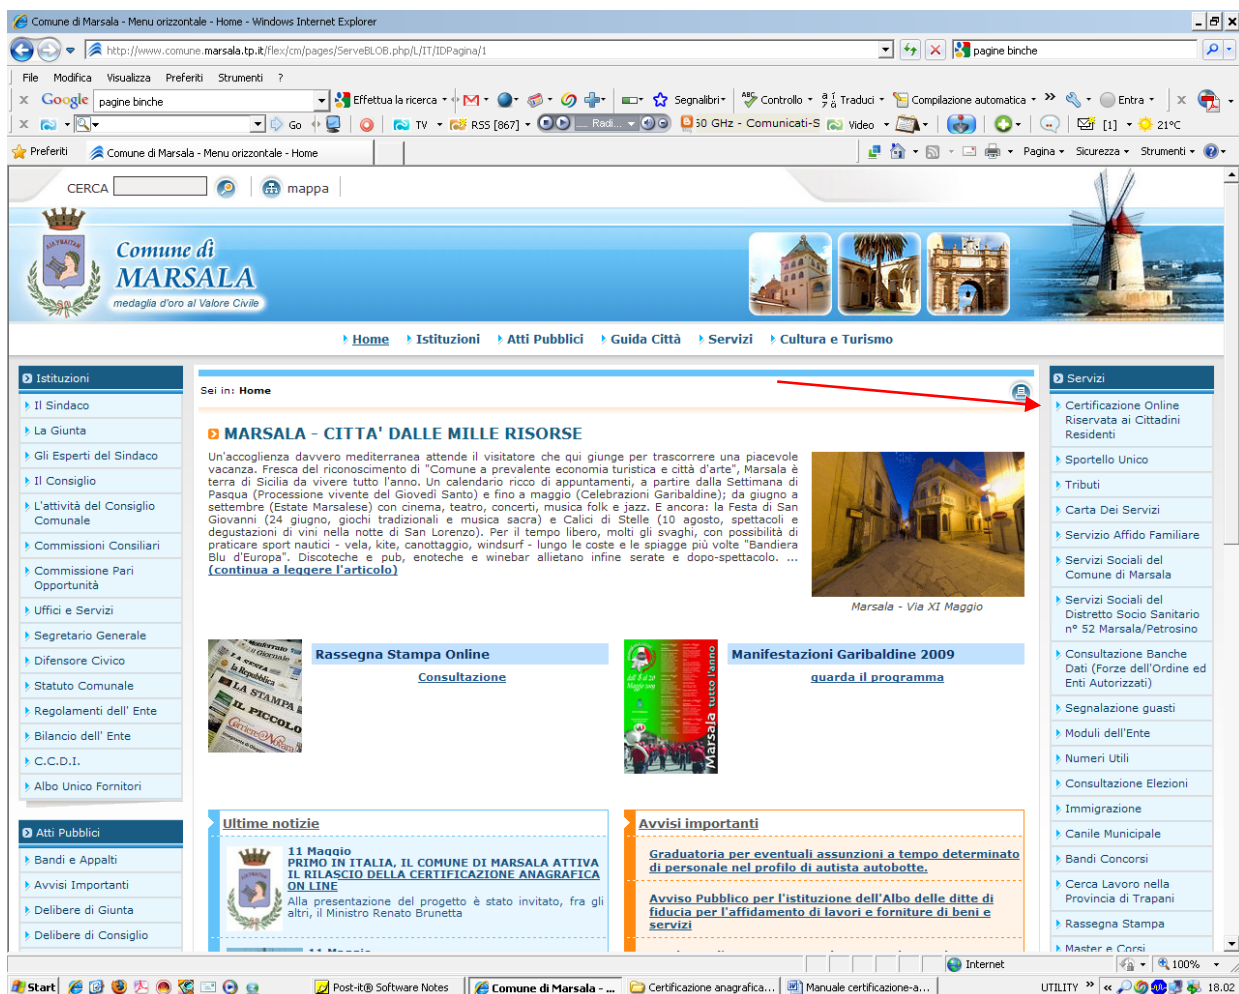 Comune di Marsala - Menu orizzontale - Home - Windows Internet Explorer
http://www.comune.marsala.tp.it/flex/cm/pages/ServeBLOB.php/L/IT/IDPagina/1
pagine binche
File Modifica Visualizza Preferiti Strumenti ?
x Google pagine binche Effettua la ricerca Segnalibri Controllo Traduci Compilazione automatica Entra x
x Go TV RSS [867] Radi... 30 GHz - Comunicati-S Video [1] 21°C
Preferiti Comune di Marsala - Menu orizzontale - Home Pagina Sicurezza Strumenti
CERCA mappa
Comune di
MARSALA
medaglia d'oro al Valore Civile
Home Istituzioni Atti Pubblici Guida Città Servizi Cultura e Turismo
Istituzioni
Il Sindaco
La Giunta
Gli Esperti del Sindaco
Il Consiglio
L'attività del Consiglio
Comunale
Commissioni Consiliari
Commissione Pari
Opportunità
Uffici e Servizi
Segretario Generale
Difensore Civico
Statuto Comunale
Regolamenti dell' Ente
Bilancio dell' Ente
C.C.D.I.
Albo Unico Fornitori
Atti Pubblici
Bandi e Appalti
Avvisi Importanti
Delibere di Giunta
Delibere di Consiglio
Sei in: Home
MARSALA - CITTA' DALLE MILLE RISORSE
Un'accoglienza davvero mediterranea attende il visitatore che qui giunge per trascorrere una piacevole
vacanza. Fresca del riconoscimento di "Comune a prevalente economia turistica e città d'arte", Marsala è
terra di Sicilia da vivere tutto l'anno. Un calendario ricco di appuntamenti, a partire dalla Settimana di
Pasqua (Processione vivente del Giovedì Santo) e fino a maggio (Celebrazioni Garibaldine); da giugno a
settembre (Estate Marsalese) con cinema, teatro, concerti, musica folk e jazz. E ancora: la Festa di San
Giovanni (24 giugno, giochi tradizionali e musica sacra) e Calici di Stelle (10 agosto, spettacoli e
degustazioni di vini nella notte di San Lorenzo). Per il tempo libero, molti gli svaghi, con possibilità di
praticare sport nautici - vela, kite, canottaggio, windsurf - lungo le coste e le spiagge più volte "Bandiera
Blu d'Europa". Discoteche e pub, enoteche e winebar allietano infine serate e dopo-spettacolo. ...
(continua a leggere l'articolo)
Marsala - Via XI Maggio
Rassegna Stampa Online
Consultazione
la Repubblica
LA STAMPA
IL PICCOLO
Manifestazioni Garibaldine 2009
guarda il programma
Marsala tutto l'anno
Ultime notizie
11 Maggio
PRIMO IN ITALIA, IL COMUNE DI MARSALA ATTIVA
IL RILASCIO DELLA CERTIFICAZIONE ANAGRAFICA
ON LINE
Alla presentazione del progetto è stato invitato, fra gli
altri, il Ministro Renato Brunetta
11 Maggio
Avvisi importanti
Graduatoria per eventuali assunzioni a tempo determinato
di personale nel profilo di autista autobotte.
Avviso Pubblico per l'istituzione dell'Albo delle ditte di
fiducia per l'affidamento di lavori e forniture di beni e
servizi
Servizi
Certificazione Online
Riservata ai Cittadini
Residenti
Sportello Unico
Tributi
Carta Dei Servizi
Servizio Affido Familiare
Servizi Sociali del
Comune di Marsala
Servizi Sociali del
Distretto Socio Sanitario
n° 52 Marsala/Petrosino
Consultazione Banche
Dati (Forze dell'Ordine ed
Enti Autorizzati)
Segnalazione guasti
Moduli dell'Ente
Numeri Utili
Consultazione Elezioni
Immigrazione
Canile Municipale
Bandi Concorsi
Cerca Lavoro nella
Provincia di Trapani
Rassegna Stampa
Master e Corsi
Internet 100%
Start Post-it® Software Notes Comune di Marsala - ... Certificazione anagrafica... Manuale certificazione-a... UTILITY 18.02